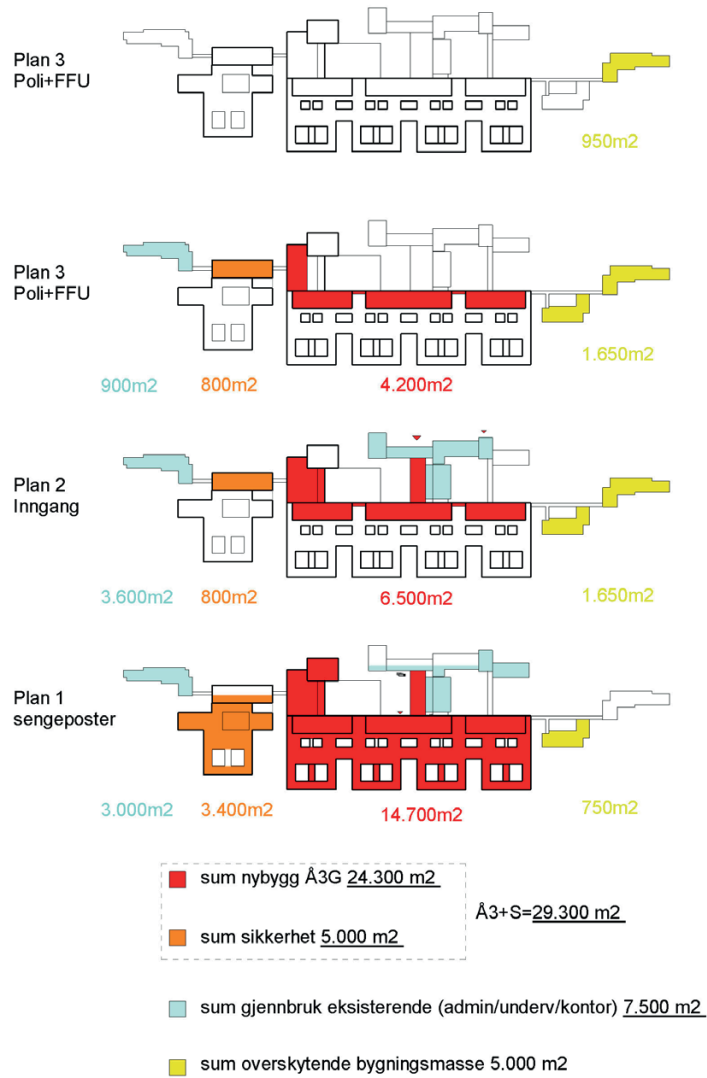 Plan 3
Poli+FFU
950m2
Plan 3
Poli+FFU
900m2 800m2 4.200m2 1.650m2
Plan 2
Inngang
3.600m2 800m2 6.500m2 1.650m2
Plan 1
sengeposter
3.000m2 3.400m2 14.700m2 750m2
sum nybygg Å3G 24.300 m2
Å3+S=29.300 m2
sum sikkerhet 5.000 m2
sum gjennbruk eksisterende (admin/underv/kontor) 7.500 m2
sum overskytende bygningsmasse 5.000 m2